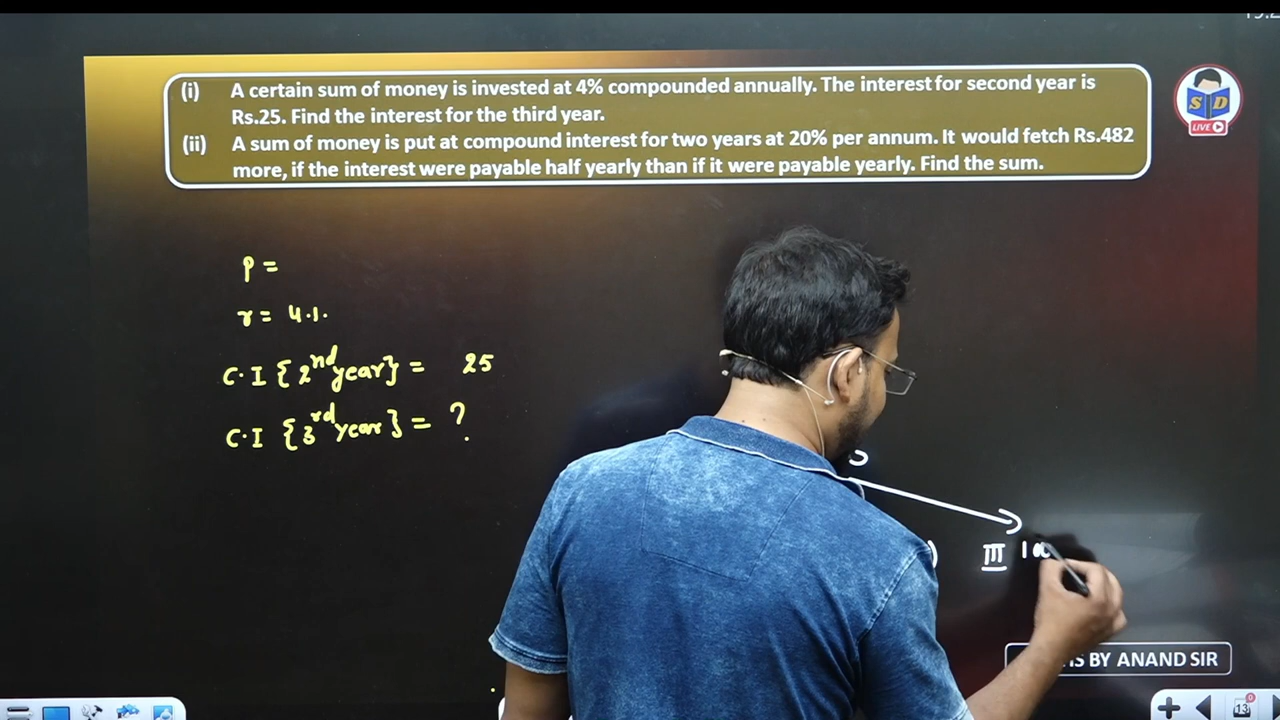 (i) A certain sum of money is invested at 4% compounded annually. The interest for second year is
Rs.25. Find the interest for the third year.
(ii) A sum of money is put at compound interest for two years at 20% per annum. It would fetch Rs.482
more, if the interest were payable half yearly than if it were payable yearly. Find the sum.
S D
LIVE
P =
r = 4%
C.I {2nd year} = 25
C.I {3rd year} = ?
III
BY ANAND SIR
13